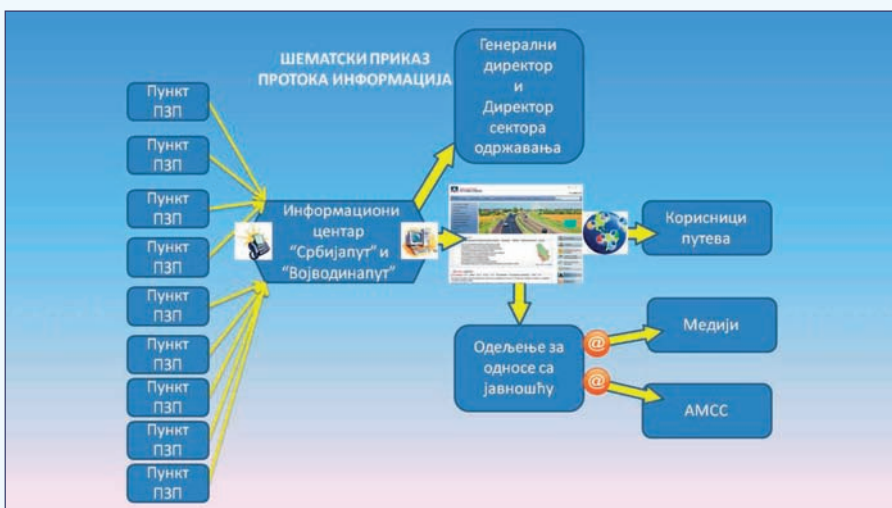 ШЕМАТСКИ ПРИКАЗ
ПРОТОКА ИНФОРМАЦИЈА
Пункт
ПЗП
Пункт
ПЗП
Пункт
ПЗП
Пункт
ПЗП
Пункт
ПЗП
Пункт
ПЗП
Пункт
ПЗП
Пункт
ПЗП
Пункт
ПЗП
Информациони
центар
“Србијапут” и
“Војводинапут”
Генерални
директор
и
Директор
сектора
одржавања
Корисници
путева
Одељење за
односе са
јавношћу
@
@
Медији
АМСС